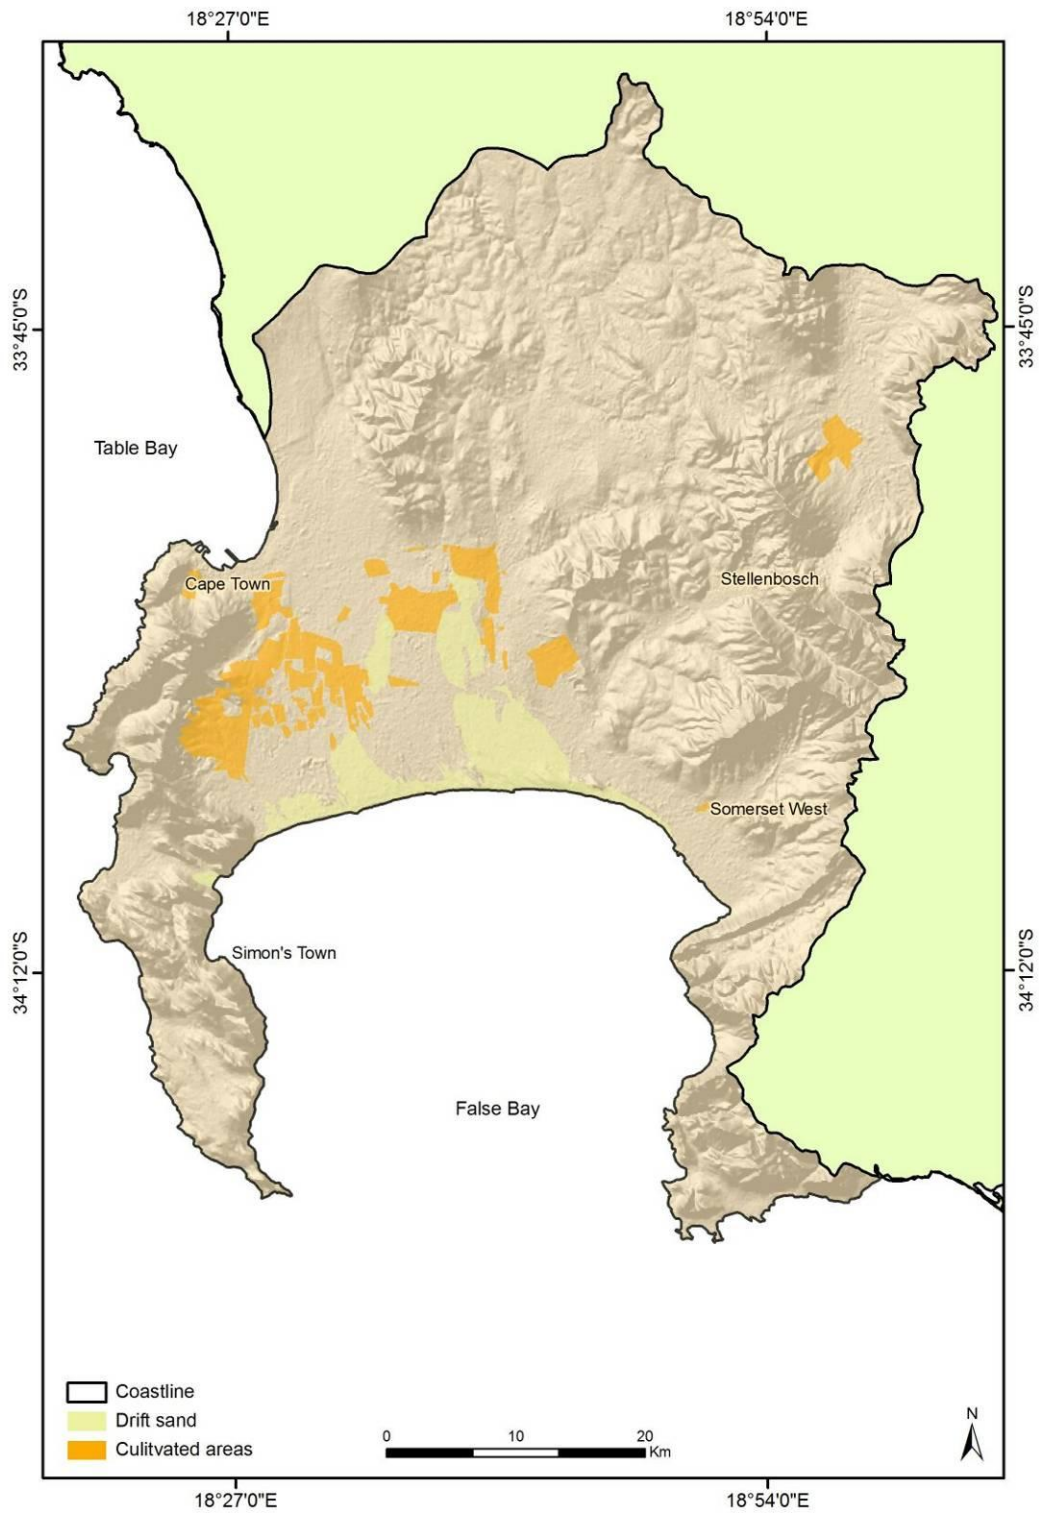 18°27'0"E 18°54'0"E
33°45'0"S 33°45'0"S
Table Bay
Cape Town Stellenbosch
Somerset West
Simon's Town
34°12'0"S 34°12'0"S
False Bay
Coastline
Drift sand
Culitvated areas
0 10 20
Km
N
18°27'0"E 18°54'0"E